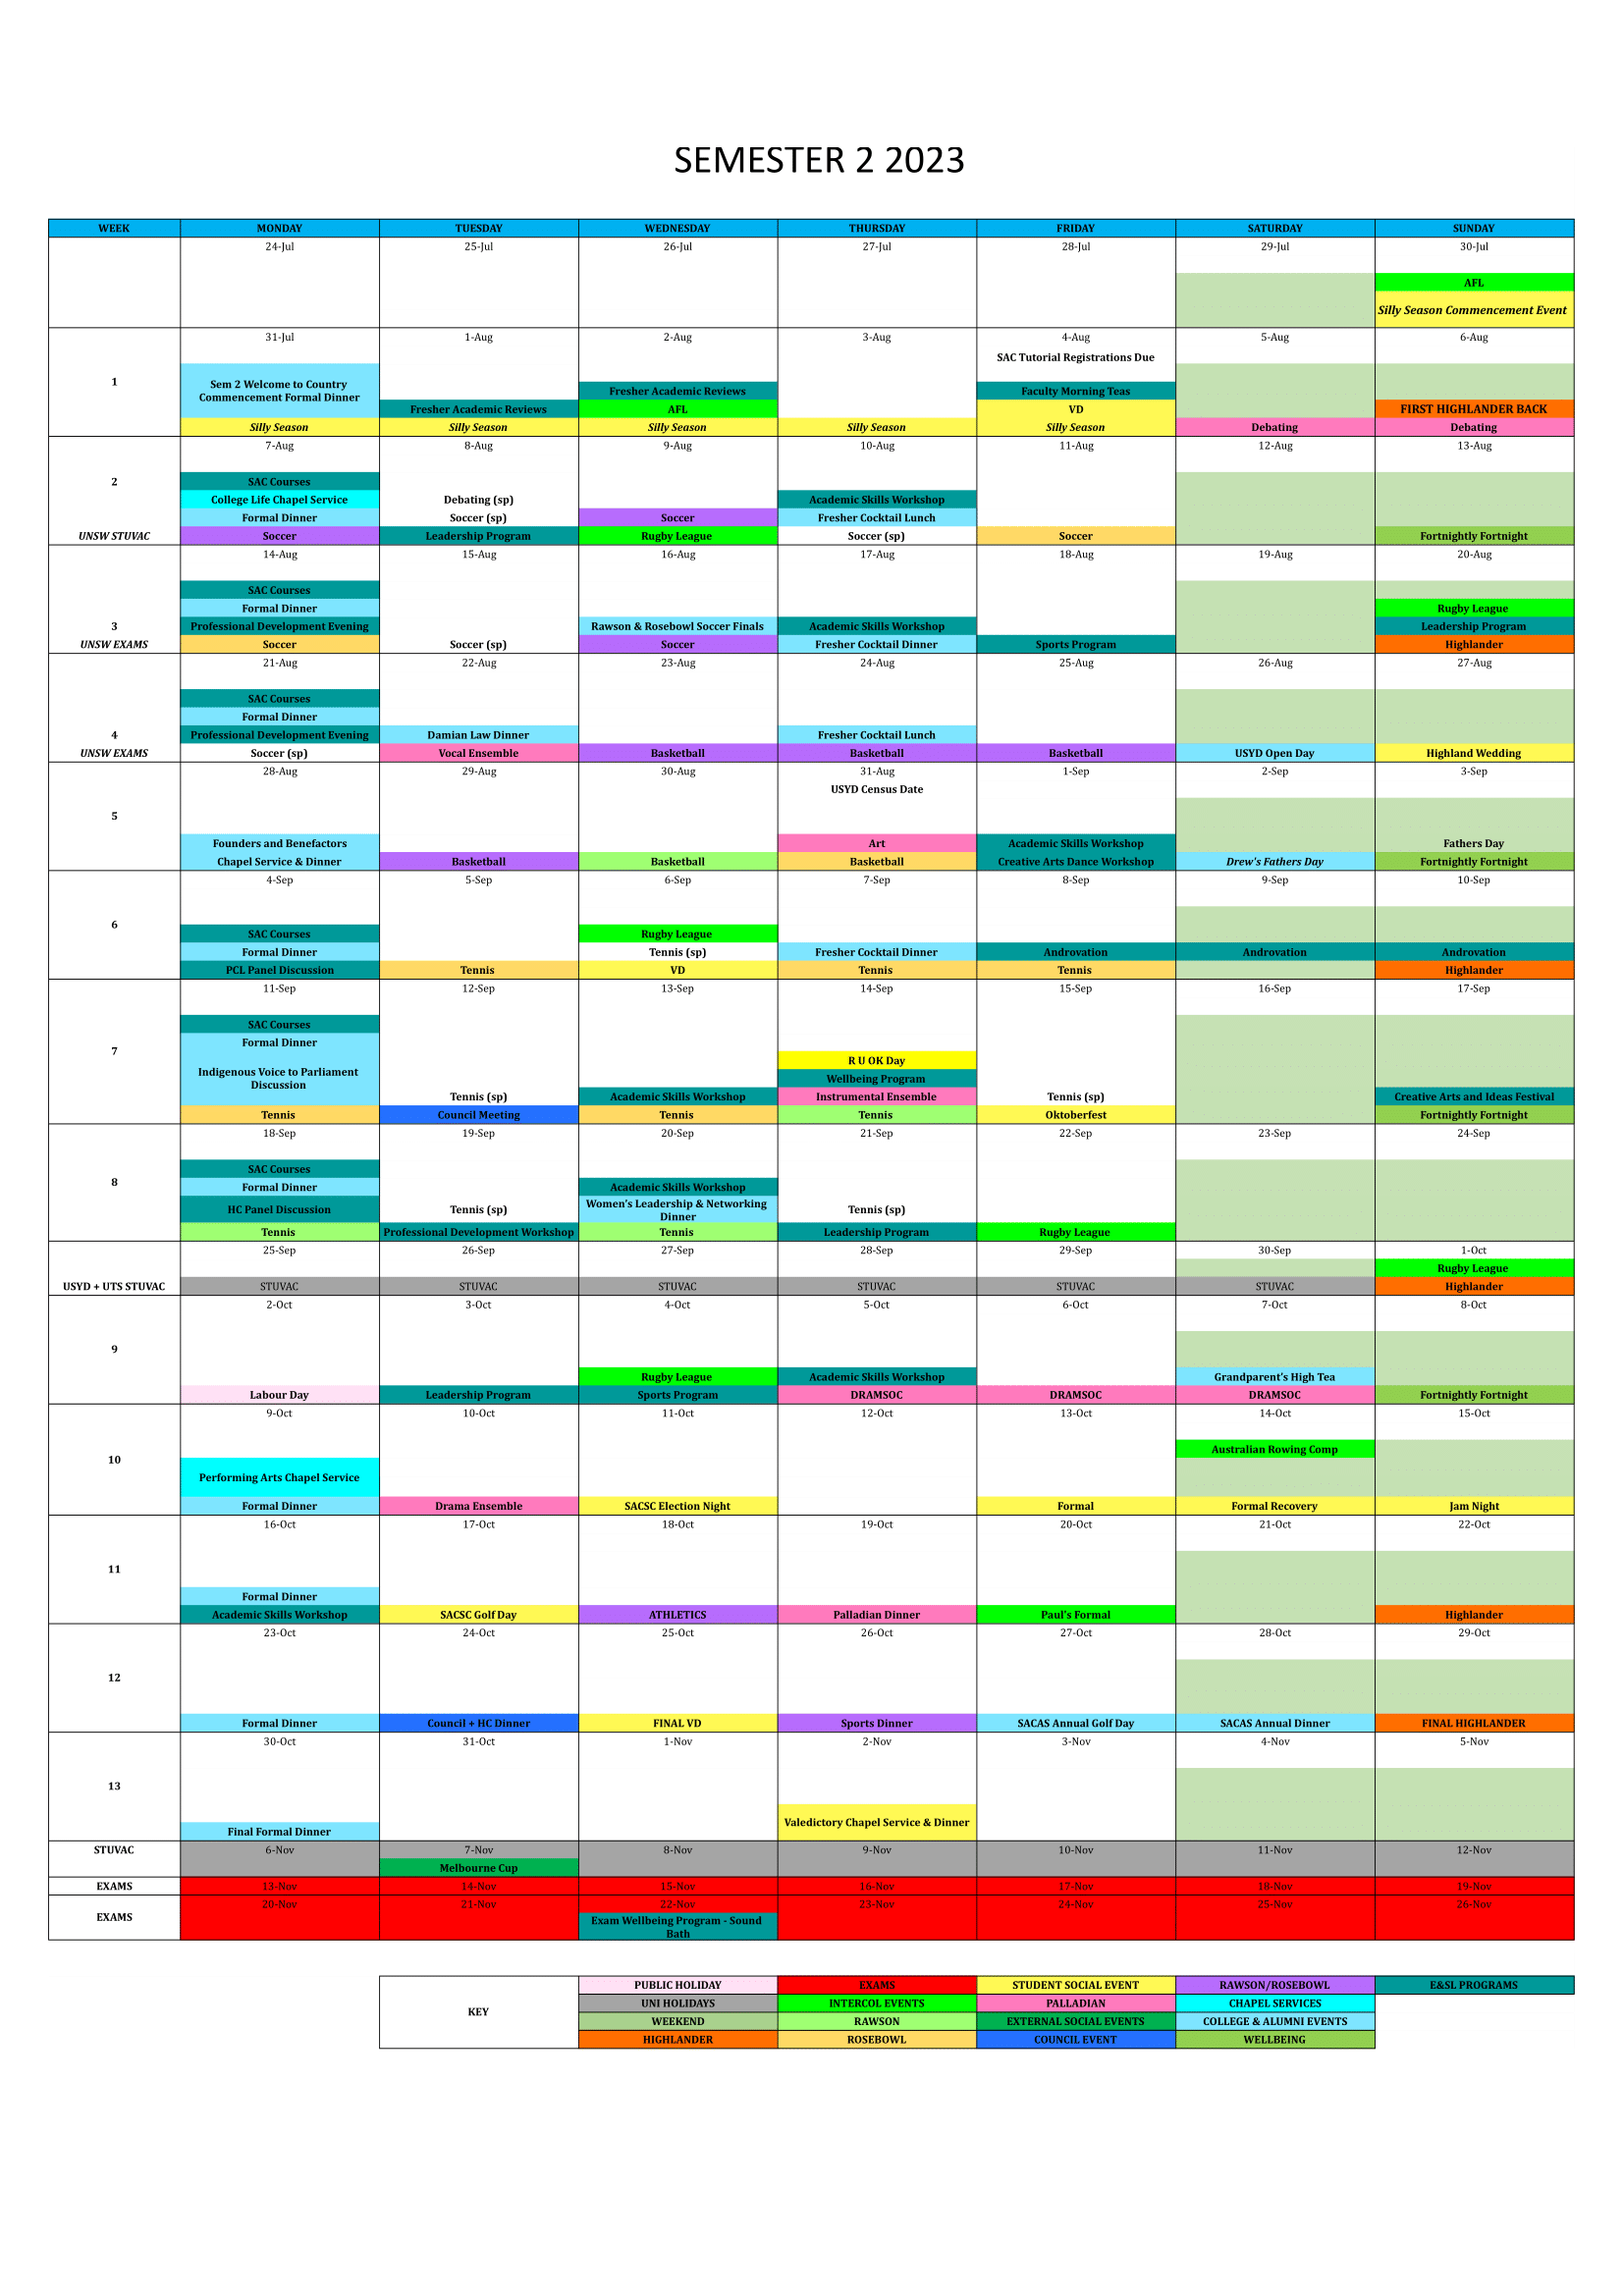 SEMESTER 2 2023
WEEK MONDAY TUESDAY WEDNESDAY THURSDAY FRIDAY SATURDAY SUNDAY
24-Jul 25-Jul 26-Jul 27-Jul 28-Jul 29-Jul 30-Jul
AFL
Silly Season Commencement Event
31-Jul 1-Aug 2-Aug 3-Aug 4-Aug 5-Aug 6-Aug
SAC Tutorial Registrations Due
1 Sem 2 Welcome to Country
Commencement Formal Dinner
Fresher Academic Reviews Faculty Morning Teas
Fresher Academic Reviews AFL VD FIRST HIGHLANDER BACK
Silly Season Silly Season Silly Season Silly Season Silly Season Debating Debating
7-Aug 8-Aug 9-Aug 10-Aug 11-Aug 12-Aug 13-Aug
2 SAC Courses
College Life Chapel Service Debating (sp) Academic Skills Workshop
Formal Dinner Soccer (sp) Soccer Fresher Cocktail Lunch
UNSW STUVAC Soccer Leadership Program Rugby League Soccer (sp) Soccer Fortnightly Fortnight
14-Aug 15-Aug 16-Aug 17-Aug 18-Aug 19-Aug 20-Aug
SAC Courses
Formal Dinner Rugby League
3 Professional Development Evening Rawson & Rosebowl Soccer Finals Academic Skills Workshop Leadership Program
UNSW EXAMS Soccer Soccer (sp) Soccer Fresher Cocktail Dinner Sports Program Highlander
21-Aug 22-Aug 23-Aug 24-Aug 25-Aug 26-Aug 27-Aug
SAC Courses
Formal Dinner
4 Professional Development Evening Damian Law Dinner Fresher Cocktail Lunch
UNSW EXAMS Soccer (sp) Vocal Ensemble Basketball Basketball Basketball USYD Open Day Highland Wedding
28-Aug 29-Aug 30-Aug 31-Aug 1-Sep 2-Sep 3-Sep
USYD Census Date
5
Founders and Benefactors Art Academic Skills Workshop Fathers Day
Chapel Service & Dinner Basketball Basketball Basketball Creative Arts Dance Workshop Drew's Fathers Day Fortnightly Fortnight
4-Sep 5-Sep 6-Sep 7-Sep 8-Sep 9-Sep 10-Sep
6
SAC Courses Rugby League
Formal Dinner Tennis (sp) Fresher Cocktail Dinner Androvation Androvation Androvation
PCL Panel Discussion Tennis VD Tennis Tennis Highlander
11-Sep 12-Sep 13-Sep 14-Sep 15-Sep 16-Sep 17-Sep
SAC Courses
Formal Dinner
7 R U OK Day
Indigenous Voice to Parliament
Discussion Wellbeing Program
Tennis (sp) Academic Skills Workshop Instrumental Ensemble Tennis (sp) Creative Arts and Ideas Festival
Tennis Council Meeting Tennis Tennis Oktoberfest Fortnightly Fortnight
18-Sep 19-Sep 20-Sep 21-Sep 22-Sep 23-Sep 24-Sep
SAC Courses
8 Formal Dinner Academic Skills Workshop
HC Panel Discussion Tennis (sp) Women's Leadership & Networking
Dinner Tennis (sp)
Tennis Professional Development Workshop Tennis Leadership Program Rugby League
25-Sep 26-Sep 27-Sep 28-Sep 29-Sep 30-Sep 1-Oct
Rugby League
USYD + UTS STUVAC STUVAC STUVAC STUVAC STUVAC STUVAC STUVAC Highlander
2-Oct 3-Oct 4-Oct 5-Oct 6-Oct 7-Oct 8-Oct
9
Rugby League Academic Skills Workshop Grandparent's High Tea
Labour Day Leadership Program Sports Program DRAMSOC DRAMSOC DRAMSOC Fortnightly Fortnight
9-Oct 10-Oct 11-Oct 12-Oct 13-Oct 14-Oct 15-Oct
Australian Rowing Comp
10
Performing Arts Chapel Service
Formal Dinner Drama Ensemble SACSC Election Night Formal Formal Recovery Jam Night
16-Oct 17-Oct 18-Oct 19-Oct 20-Oct 21-Oct 22-Oct
11
Formal Dinner
Academic Skills Workshop SACSC Golf Day ATHLETICS Palladian Dinner Paul's Formal Highlander
23-Oct 24-Oct 25-Oct 26-Oct 27-Oct 28-Oct 29-Oct
12
Formal Dinner Council + HC Dinner FINAL VD Sports Dinner SACAS Annual Golf Day SACAS Annual Dinner FINAL HIGHLANDER
30-Oct 31-Oct 1-Nov 2-Nov 3-Nov 4-Nov 5-Nov
13
Valedictory Chapel Service & Dinner
Final Formal Dinner
STUVAC 6-Nov 7-Nov 8-Nov 9-Nov 10-Nov 11-Nov 12-Nov
Melbourne Cup
EXAMS 13-Nov 14-Nov 15-Nov 16-Nov 17-Nov 18-Nov 19-Nov
20-Nov 21-Nov 22-Nov 23-Nov 24-Nov 25-Nov 26-Nov
EXAMS Exam Wellbeing Program - Sound
Bath
KEY
PUBLIC HOLIDAY EXAMS STUDENT SOCIAL EVENT RAWSON/ROSEBOWL E&SL PROGRAMS
UNI HOLIDAYS INTERCOL EVENTS PALLADIAN CHAPEL SERVICES
WEEKEND RAWSON EXTERNAL SOCIAL EVENTS COLLEGE & ALUMNI EVENTS
HIGHLANDER ROSEBOWL COUNCIL EVENT WELLBEING